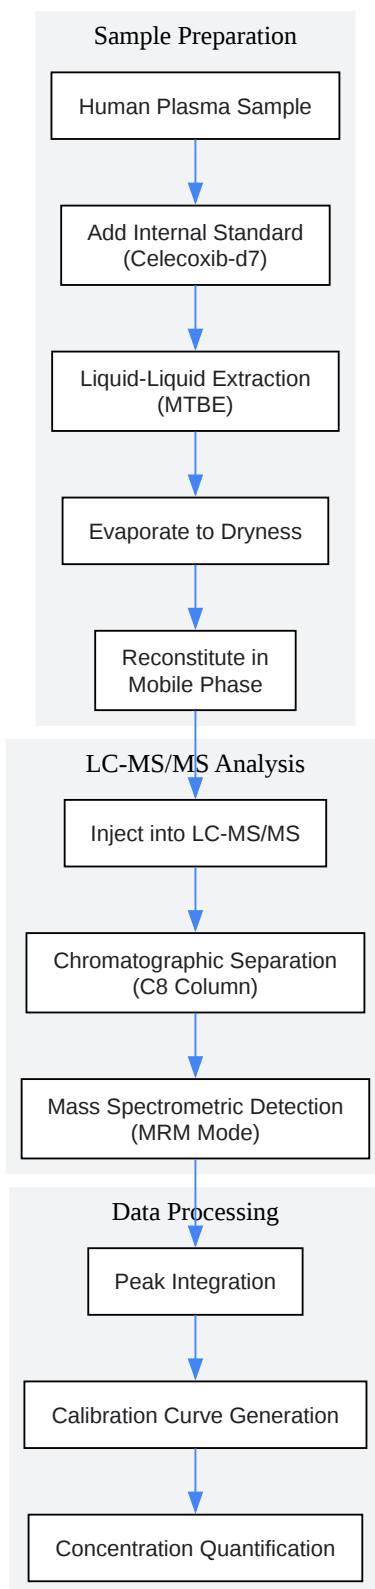 Sample Preparation
Human Plasma Sample
Add Internal Standard
(Celecoxib-d7)
Liquid-Liquid Extraction
(MTBE)
Evaporate to Dryness
Reconstitute in
Mobile Phase
LC-MS/MS Analysis
Inject into LC-MS/MS
Chromatographic Separation
(C8 Column)
Mass Spectrometric Detection
(MRM Mode)
Data Processing
Peak Integration
Calibration Curve Generation
Concentration Quantification